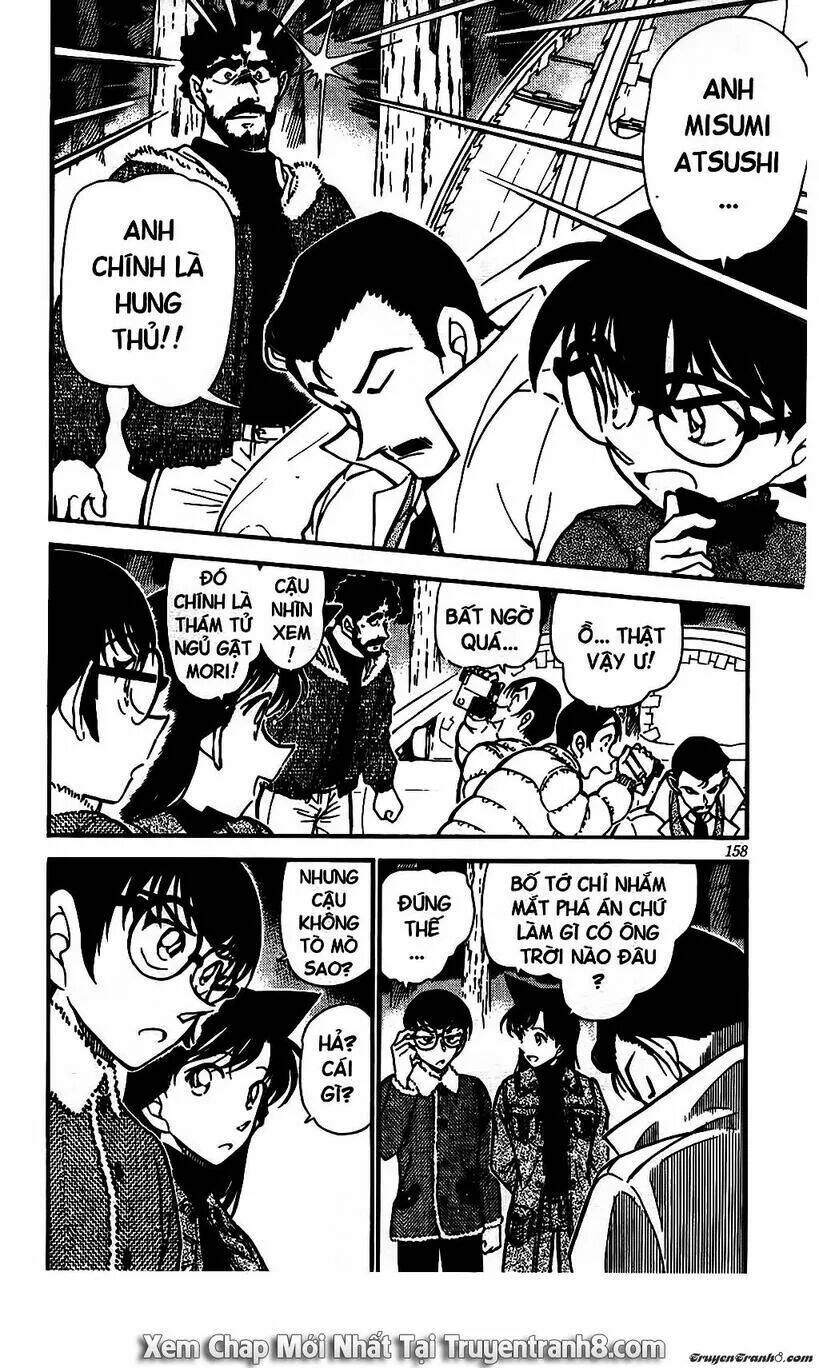 ANH
MISUMI
ATSUSHI
...
ANH
CHÍNH LÀ
HUNG
THỦ!!
Ồ... THẬT
VẬY Ư!
BẤT NGỜ
QUÁ...
CẬU
NHÌN
XEM
!
ĐÓ
CHÍNH LÀ
THÁM TỬ
NGỦ GẬT
MORI!
158
BỐ TỚ CHỈ NHẮM
MẮT PHÁ ÁN CHỨ
LÀM GÌ CÓ ÔNG
TRỜI NÀO ĐÂU
?
ĐÚNG
THẾ
...
NHƯNG
CẬU
KHÔNG
TÒ MÒ
SAO?
HẢ?
CÁI
GÌ?
Xem Chap Mới Nhất Tại Truyentranh8.com
TruyenTranh8.com